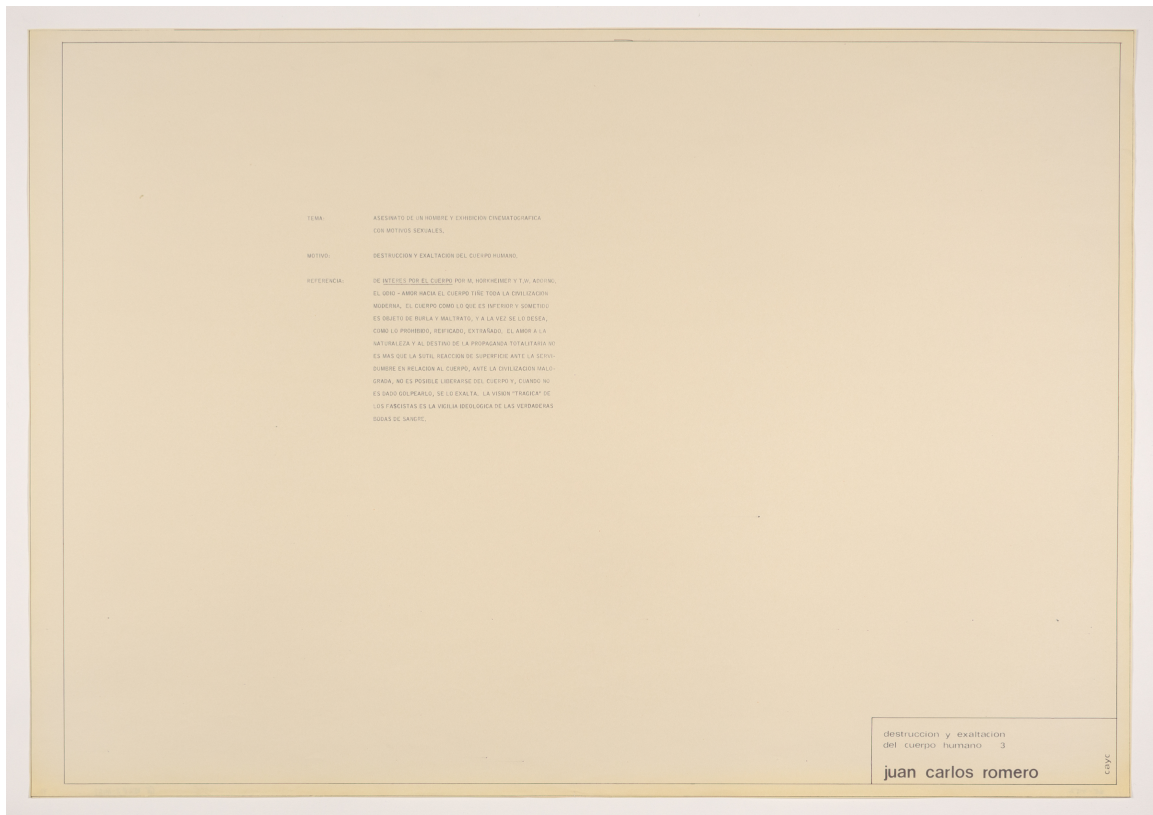 TEMA: ASESINATO DE UN HOMBRE Y EXHIBICION CINEMATOGRAFICA
CON MOTIVOS SEXUALES.
MOTIVO: DESTRUCCION Y EXALTACION DEL CUERPO HUMANO.
REFERENCIA: DE INTERES POR EL CUERPO POR M. HORKHEIMER Y T.W. ADORNO.
EL ODIO - AMOR HACIA EL CUERPO TIÑE TODA LA CIVILIZACION
MODERNA. EL CUERPO COMO LO QUE ES INFERIOR Y SOMETIDO
ES OBJETO DE BURLA Y MALTRATO, Y A LA VEZ SE LO DESEA,
COMO LO PROHIBIDO, REIFICADO, EXTRAÑADO. EL AMOR A LA
NATURALEZA Y AL DESTINO DE LA PROPAGANDA TOTALITARIA NO
ES MAS QUE LA SUTIL REACCION DE SUPERFICIE ANTE LA SERVI-
DUMBRE EN RELACION AL CUERPO, ANTE LA CIVILIZACION MALO-
GRADA, NO ES POSIBLE LIBERARSE DEL CUERPO Y, CUANDO NO
ES DADO GOLPEARLO, SE LO EXALTA. LA VISION "TRAGICA" DE
LOS FASCISTAS ES LA VIGILIA IDEOLOGICA DE LAS VERDADERAS
BODAS DE SANGRE.
destruccion y exaltacion
del cuerpo humano 3
juan carlos romero
cayc